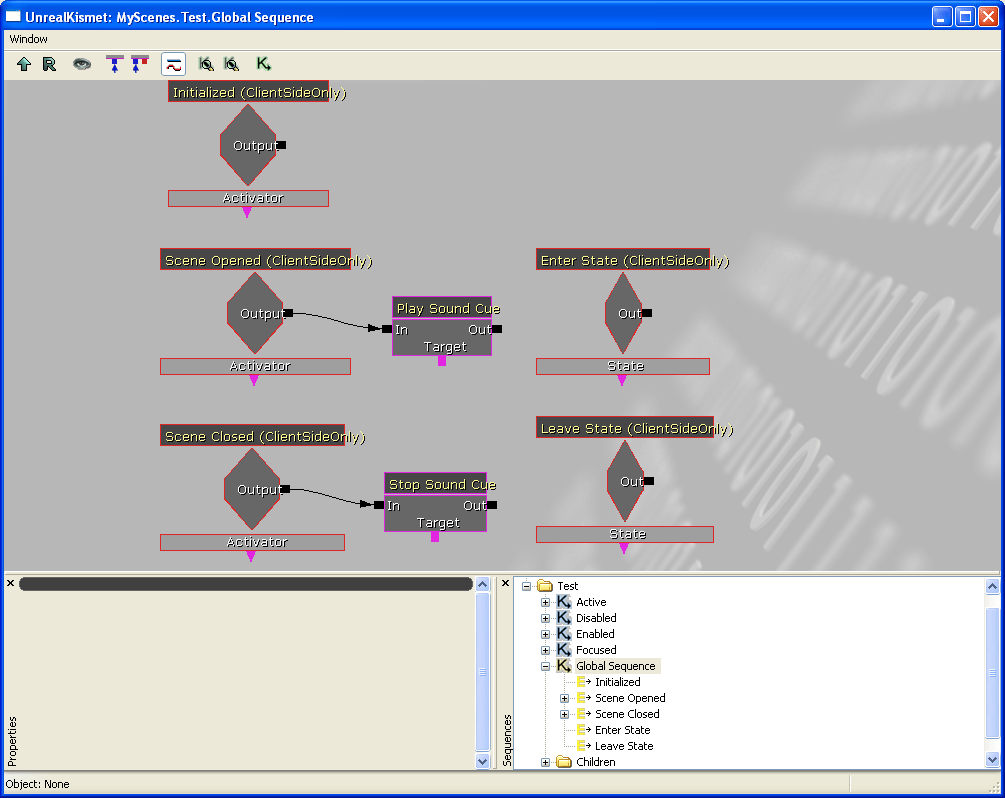 UnrealKismet: MyScenes.Test.Global Sequence
Window
Initialized (ClientSideOnly)
Output
Activator
Scene Opened (ClientSideOnly)
Output
Activator
Play Sound Cue
In Out
Target
Enter State (ClientSideOnly)
Out
State
Scene Closed (ClientSideOnly)
Output
Activator
Stop Sound Cue
In Out
Target
Leave State (ClientSideOnly)
Out
State
Properties
Sequences
Test
Active
Disabled
Enabled
Focused
Global Sequence
Initialized
Scene Opened
Scene Closed
Enter State
Leave State
Children
Object: None